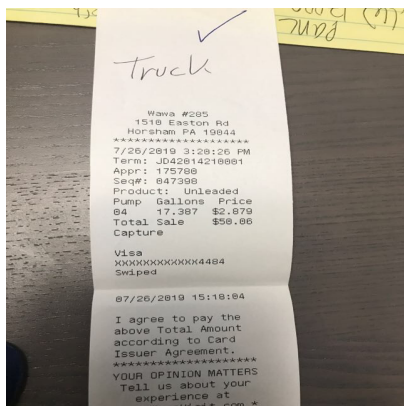 Truck
Wawa #285
1510 Easton Rd
Horsham PA 19044
********************
7/26/2019 3:20:26 PM
Term: JD42014210001
Appr: 175780
Seq#: 047398
Product: Unleaded
Pump Gallons Price
04 17.387 $2.879
Total Sale $50.06
Capture
Visa
XXXXXXXXXXXX4484
Swiped
07/26/2019 15:18:04
I agree to pay the
above Total Amount
according to Card
Issuer Agreement.
*********************
YOUR OPINION MATTERS
Tell us about your
experience at